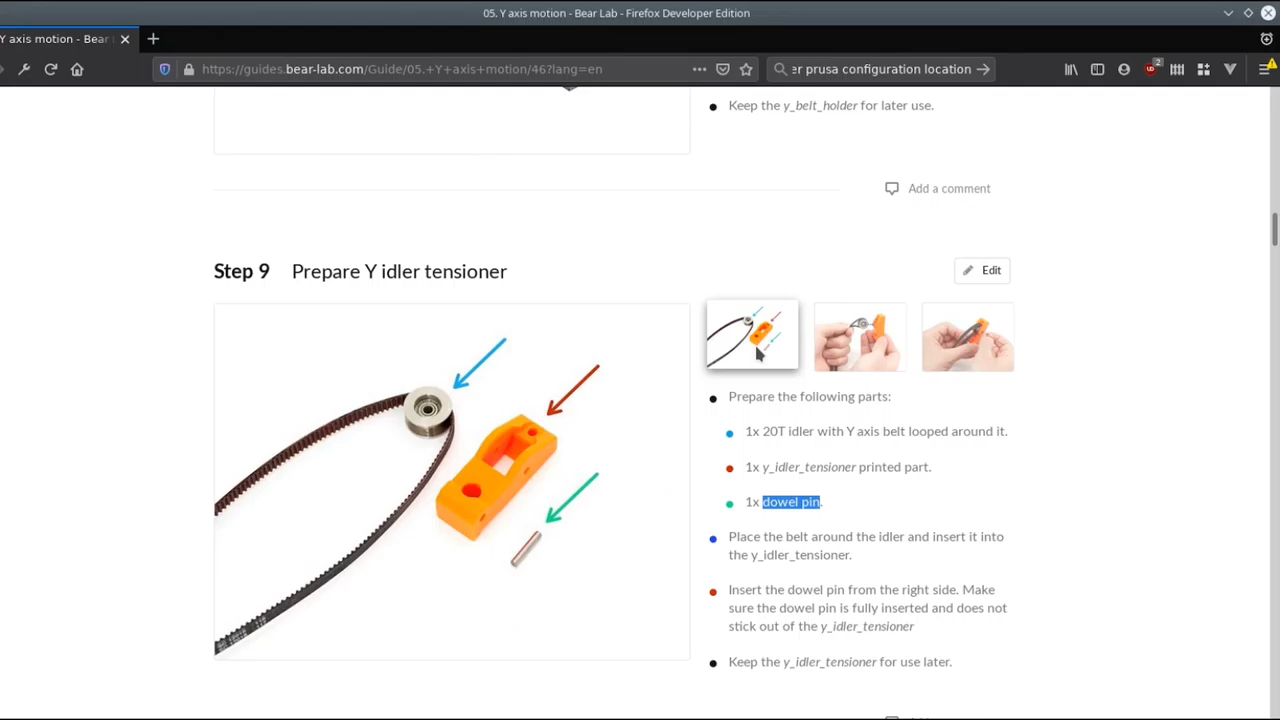 05. Y axis motion - Bear Lab - Firefox Developer Edition
Y axis motion - Bear
https://guides.bear-lab.com/Guide/05.+Y+axis+motion/46?lang=en
er prusa configuration location
2
Keep the y_belt_holder for later use.
Add a comment
Step 9 Prepare Y idler tensioner
Edit
Prepare the following parts:
1x 20T idler with Y axis belt looped around it.
1x y_idler_tensioner printed part.
1x dowel pin.
Place the belt around the idler and insert it into
the y_idler_tensioner.
Insert the dowel pin from the right side. Make
sure the dowel pin is fully inserted and does not
stick out of the y_idler_tensioner
Keep the y_idler_tensioner for use later.